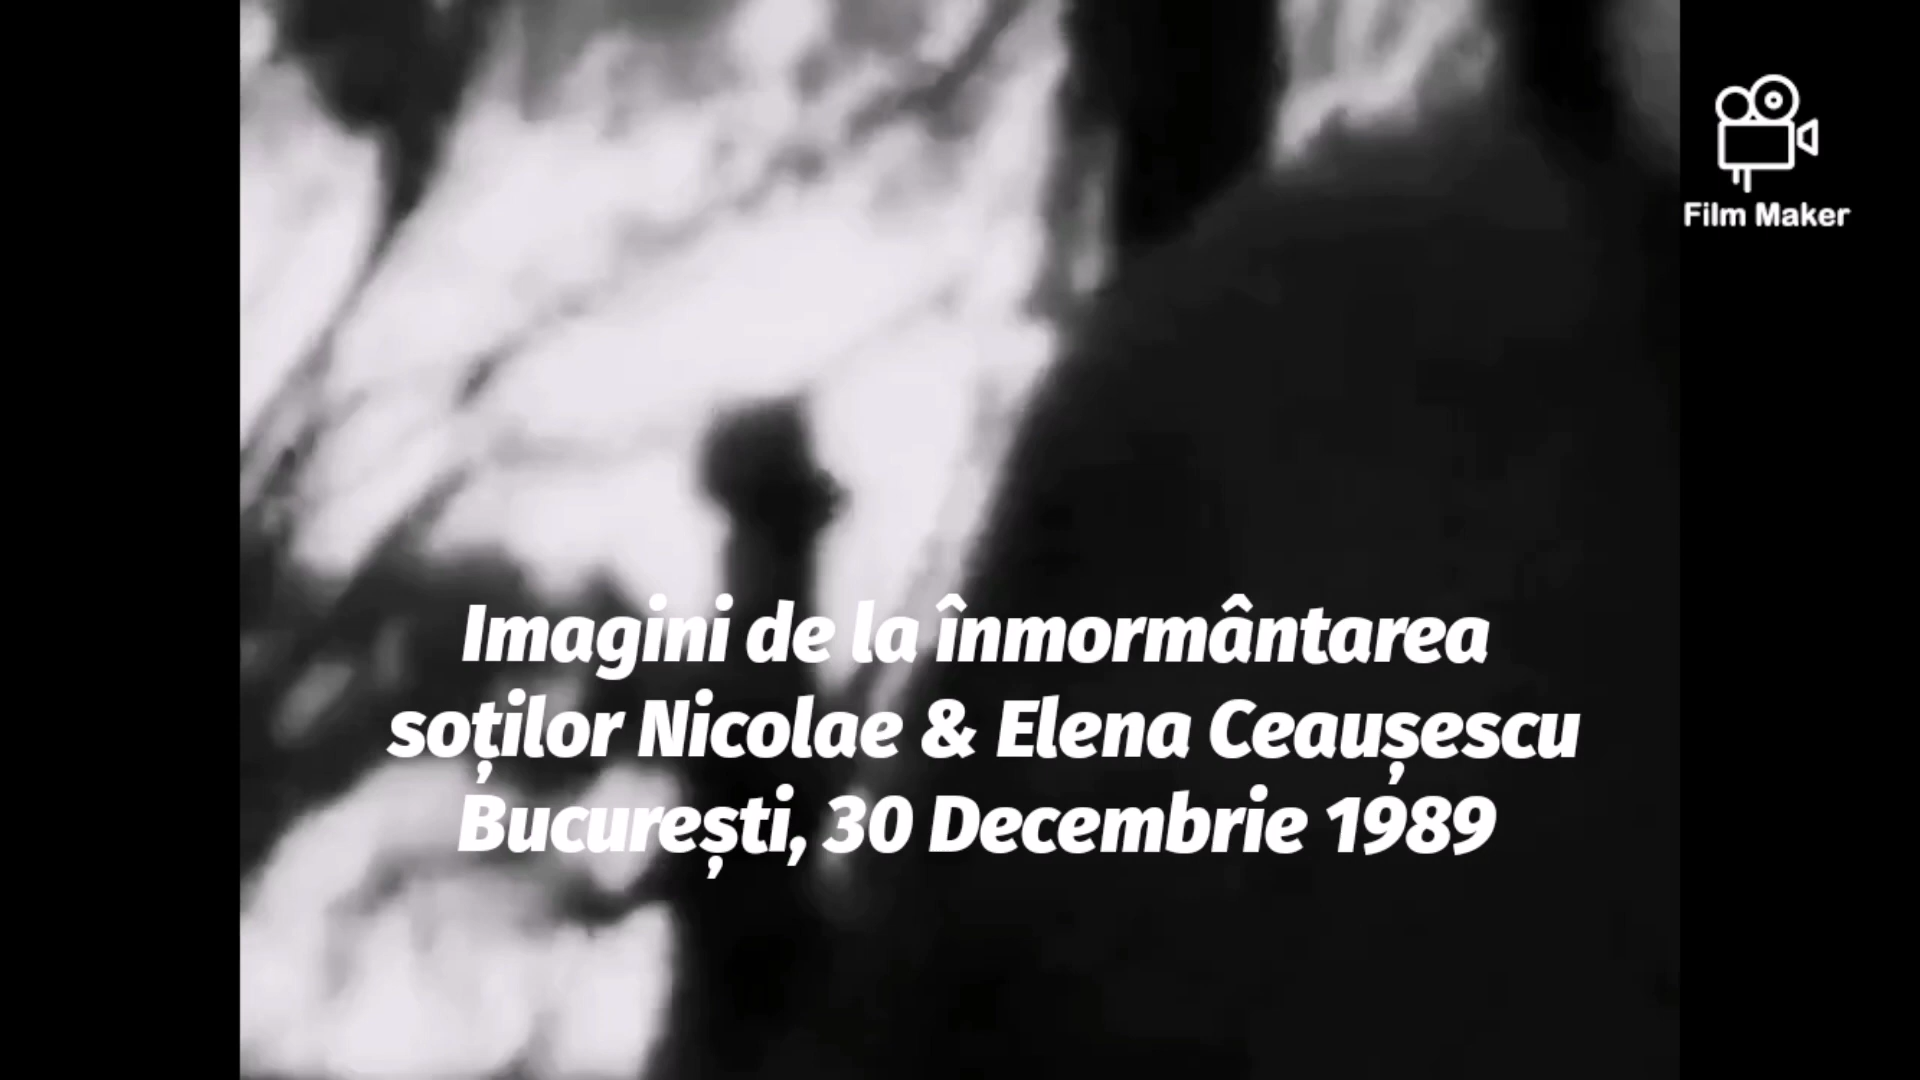 Film Maker
Imagini de la înmormântarea
soților Nicolae & Elena Ceaușescu
București, 30 Decembrie 1989